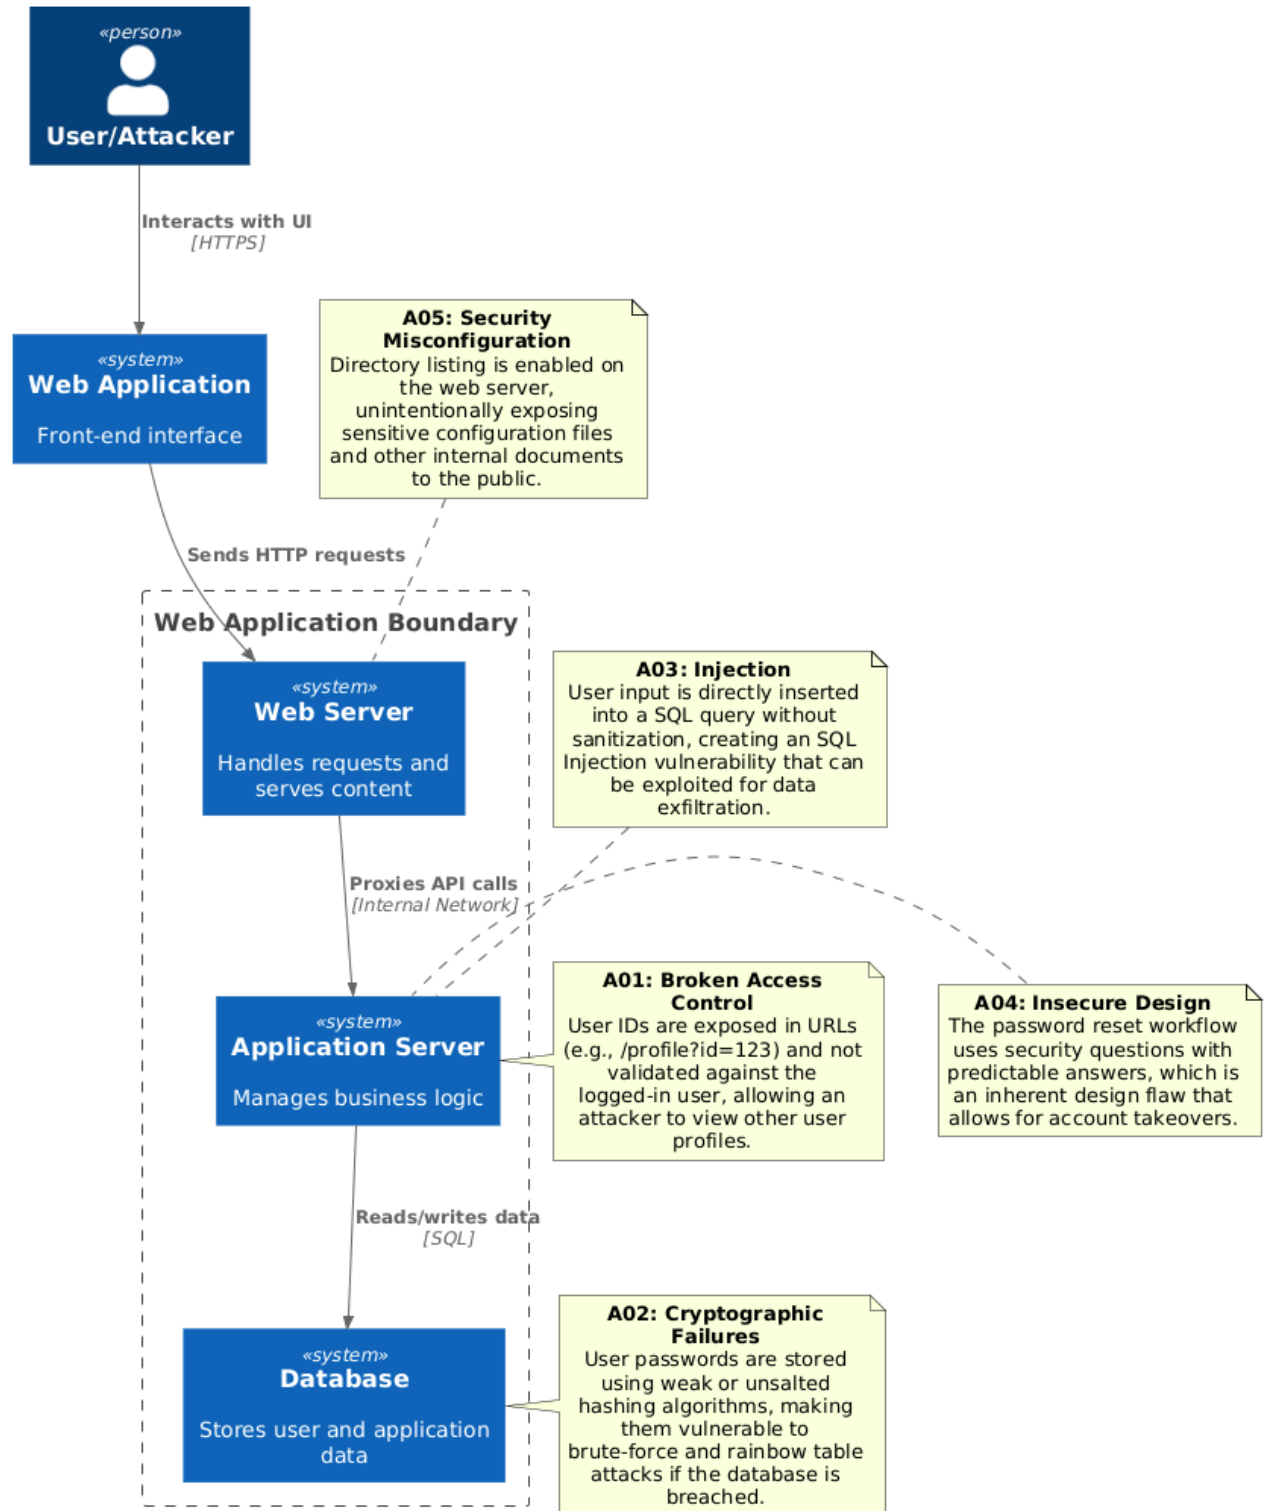 «person»
User/Attacker
Interacts with UI
[HTTPS]
«system»
Web Application
Front-end interface
A05: Security
Misconfiguration
Directory listing is enabled on
the web server,
unintentionally exposing
sensitive configuration files
and other internal documents
to the public.
Sends HTTP requests
Web Application Boundary
«system»
Web Server
Handles requests and
serves content
A03: Injection
User input is directly inserted
into a SQL query without
sanitization, creating an SQL
Injection vulnerability that can
be exploited for data
exfiltration.
Proxies API calls
[Internal Network]
«system»
Application Server
Manages business logic
A01: Broken Access
Control
User IDs are exposed in URLs
(e.g., /profile?id=123) and not
validated against the
logged-in user, allowing an
attacker to view other user
profiles.
A04: Insecure Design
The password reset workflow
uses security questions with
predictable answers, which is
an inherent design flaw that
allows for account takeovers.
Reads/writes data
[SQL]
«system»
Database
Stores user and application
data
A02: Cryptographic
Failures
User passwords are stored
using weak or unsalted
hashing algorithms, making
them vulnerable to
brute-force and rainbow table
attacks if the database is
breached.